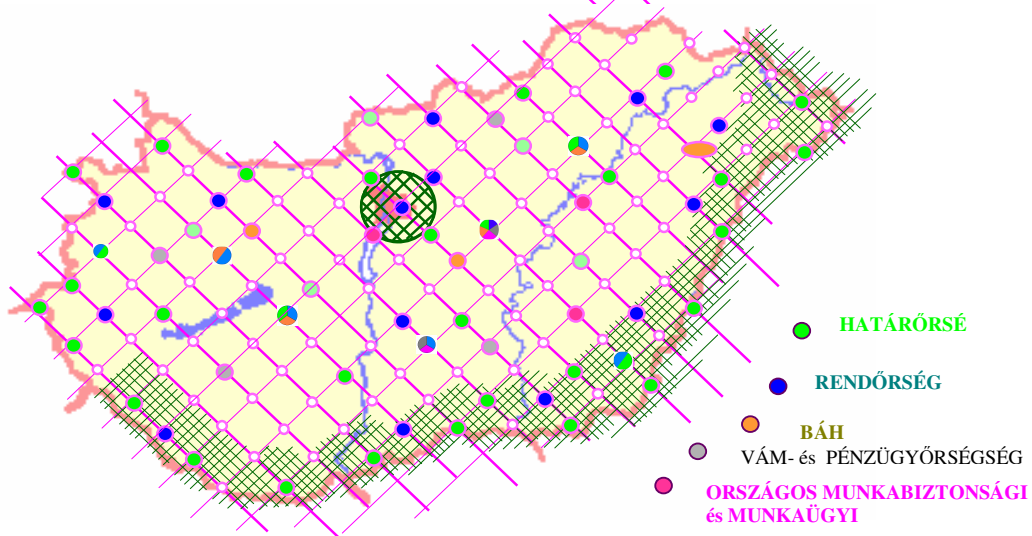 HATÁRŐRSÉ
RENDŐRSÉG
BÁH
VÁM- és PÉNZÜGYŐRSÉGSÉG
ORSZÁGOS MUNKABIZTONSÁGI
és MUNKAÜGYI